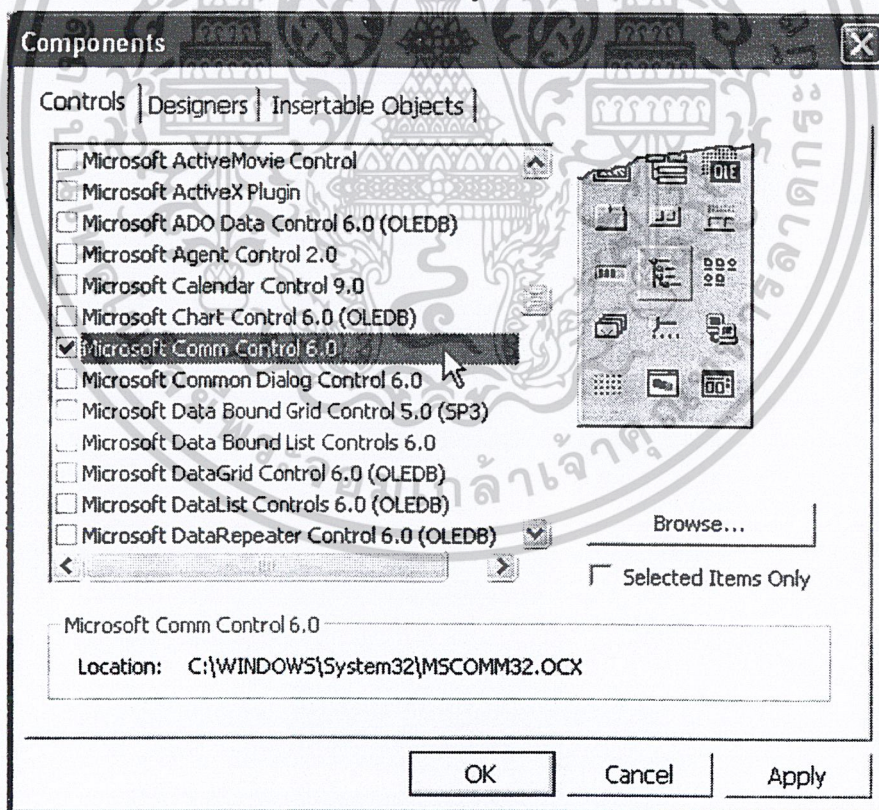 Components
Controls Designers Insertable Objects
Microsoft ActiveMovie Control
Microsoft ActiveX Plugin
Microsoft ADO Data Control 6.0 (OLEDB)
Microsoft Agent Control 2.0
Microsoft Calendar Control 9.0
Microsoft Chart Control 6.0 (OLEDB)
Microsoft Comm Control 6.0
Microsoft Common Dialog Control 6.0
Microsoft Data Bound Grid Control 5.0 (SP3)
Microsoft Data Bound List Controls 6.0
Microsoft DataGrid Control 6.0 (OLEDB)
Microsoft DataList Controls 6.0 (OLEDB)
Microsoft DataRepeater Control 6.0 (OLEDB)
OLE
Browse...
Selected Items Only
Microsoft Comm Control 6.0
Location: C:\WINDOWS\System32\MSCOMM32.OCX
OK Cancel Apply